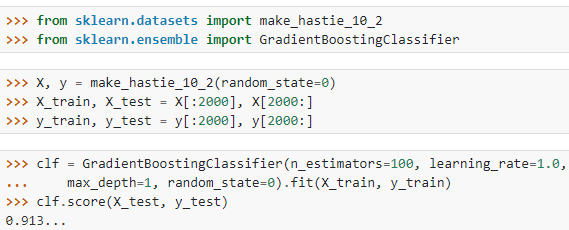 >>> from sklearn.datasets import make_hastie_10_2
>>> from sklearn.ensemble import GradientBoostingClassifier
>>> X, y = make_hastie_10_2(random_state=0)
>>> X_train, X_test = X[:2000], X[2000:]
>>> y_train, y_test = y[:2000], y[2000:]
>>> clf = GradientBoostingClassifier(n_estimators=100, learning_rate=1.0,
...     max_depth=1, random_state=0).fit(X_train, y_train)
>>> clf.score(X_test, y_test)
0.913...